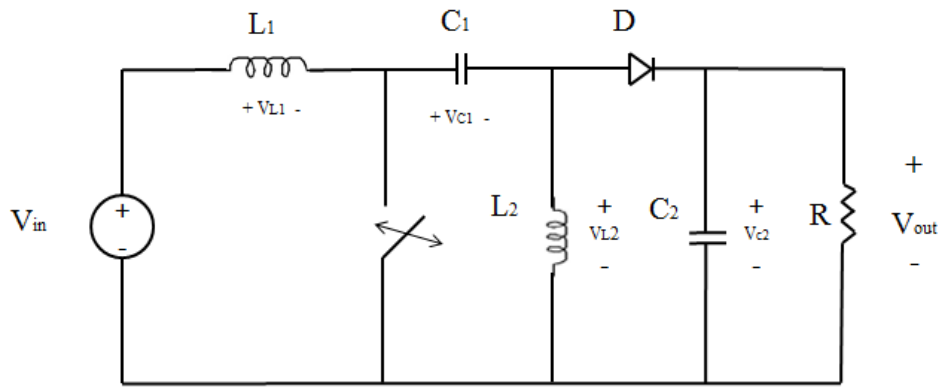 L1
C1
D
+ VL1 -
+ VC1 -
Vin
+
-
L2
+
VL2
-
C2
+
Vc2
-
R
+
Vout
-